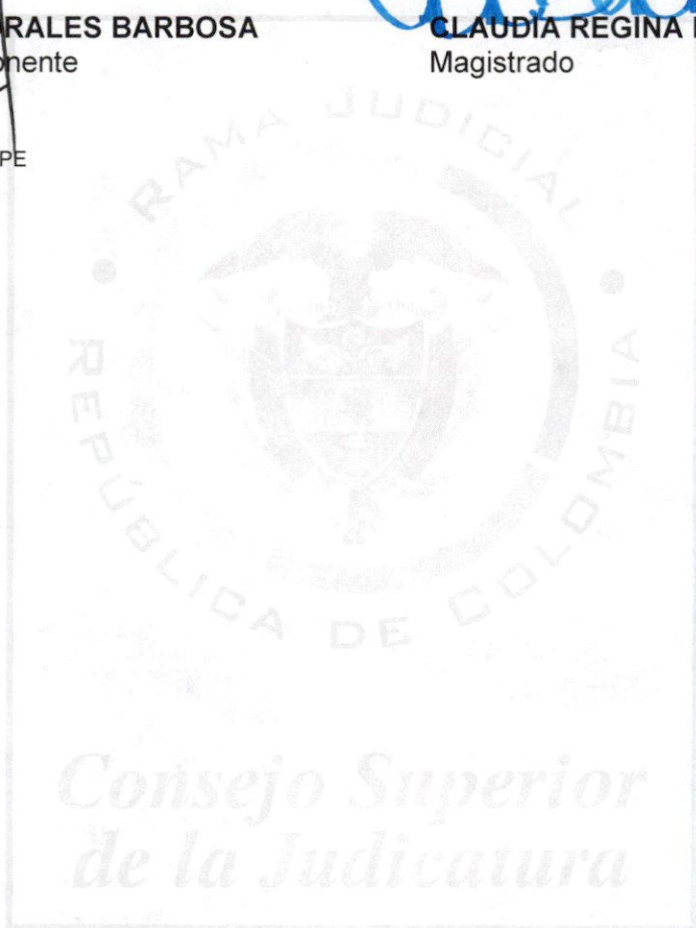 RALES BARBOSA
CLAUDIA REGINA
nente
Magistrado
PE
RAMA JUDICIAL
REPÚBLICA DE COLOMBIA
Consejo Superior
de la Judicatura